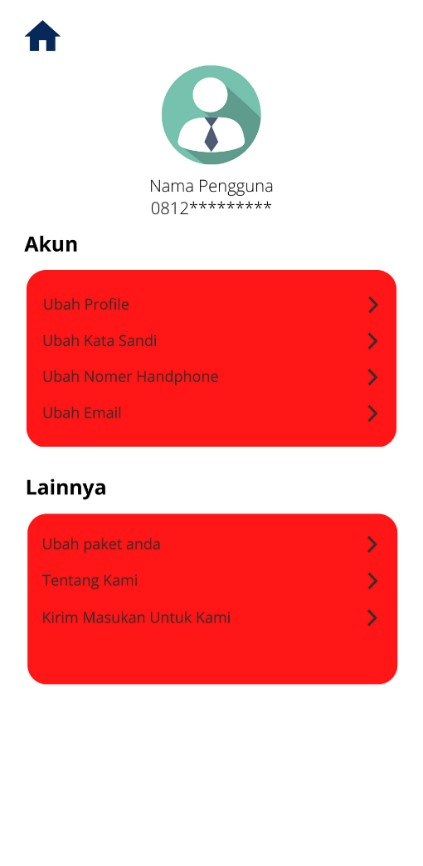 Nama Pengguna
0812*********
Akun
Ubah Profile
Ubah Kata Sandi
Ubah Nomer Handphone
Ubah Email
Lainnya
Ubah paket anda
Tentang Kami
Kirim Masukan Untuk Kami